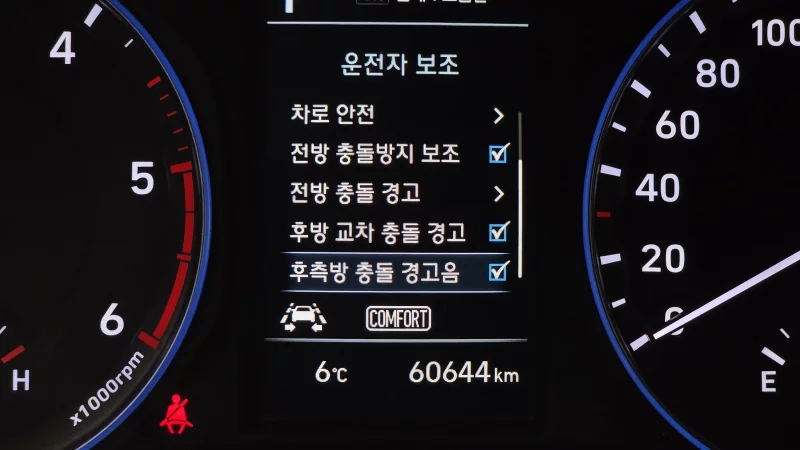 운전자 보조
차로 안전
전방 충돌방지 보조
전방 충돌 경고
후방 교차 충돌 경고
후측방 충돌 경고음
COMFORT
6℃ 60644km
4
5
6
x1000rpm
H
100
80
60
40
20
0
E